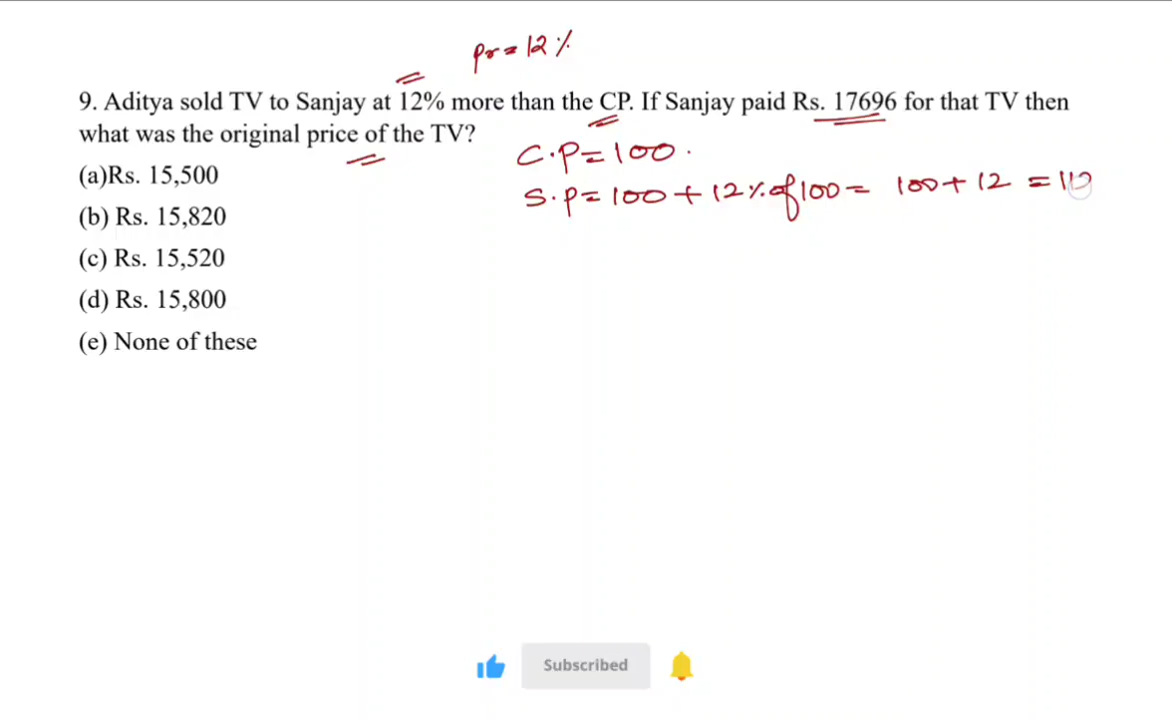 pr = 12 %
9. Aditya sold TV to Sanjay at 12% more than the CP. If Sanjay paid Rs. 17696 for that TV then
what was the original price of the TV?
C.P = 100.
(a)Rs. 15,500
S.P = 100 + 12 % of 100 = 100 + 12 = 112
(b) Rs. 15,820
(c) Rs. 15,520
(d) Rs. 15,800
(e) None of these
Subscribed